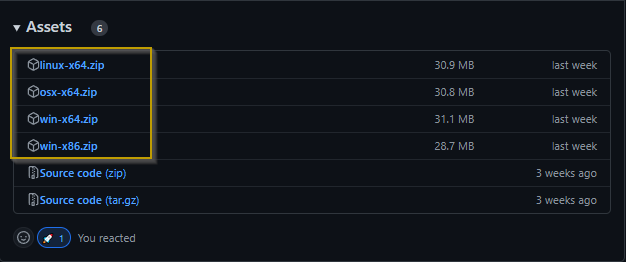 Assets 6
linux-x64.zip 30.9 MB last week
osx-x64.zip 30.8 MB last week
win-x64.zip 31.1 MB last week
win-x86.zip 28.7 MB last week
Source code (zip) 3 weeks ago
Source code (tar.gz) 3 weeks ago
1 You reacted